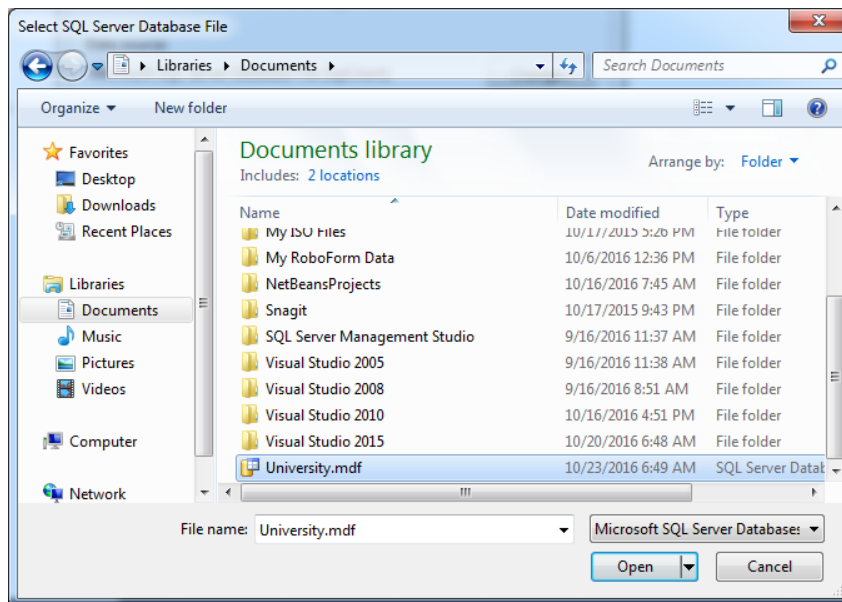 Select SQL Server Database File
Libraries Documents
Search Documents
Organize New folder
Favorites
Desktop
Downloads
Recent Places
Libraries
Documents
Music
Pictures
Videos
Computer
Network
Documents library
Includes: 2 locations
Arrange by: Folder
Name Date modified Type
My ISO Files 10/17/2015 5:26 PM File folder
My RoboForm Data 10/6/2016 12:36 PM File folder
NetBeansProjects 10/16/2016 7:45 AM File folder
Snagit 10/17/2015 9:43 PM File folder
SQL Server Management Studio 9/16/2016 11:37 AM File folder
Visual Studio 2005 9/16/2016 11:38 AM File folder
Visual Studio 2008 9/16/2016 8:51 AM File folder
Visual Studio 2010 10/16/2016 4:51 PM File folder
Visual Studio 2015 10/20/2016 6:48 AM File folder
University.mdf 10/23/2016 6:49 AM SQL Server Datab
File name: University.mdf Microsoft SQL Server Databases
Open Cancel